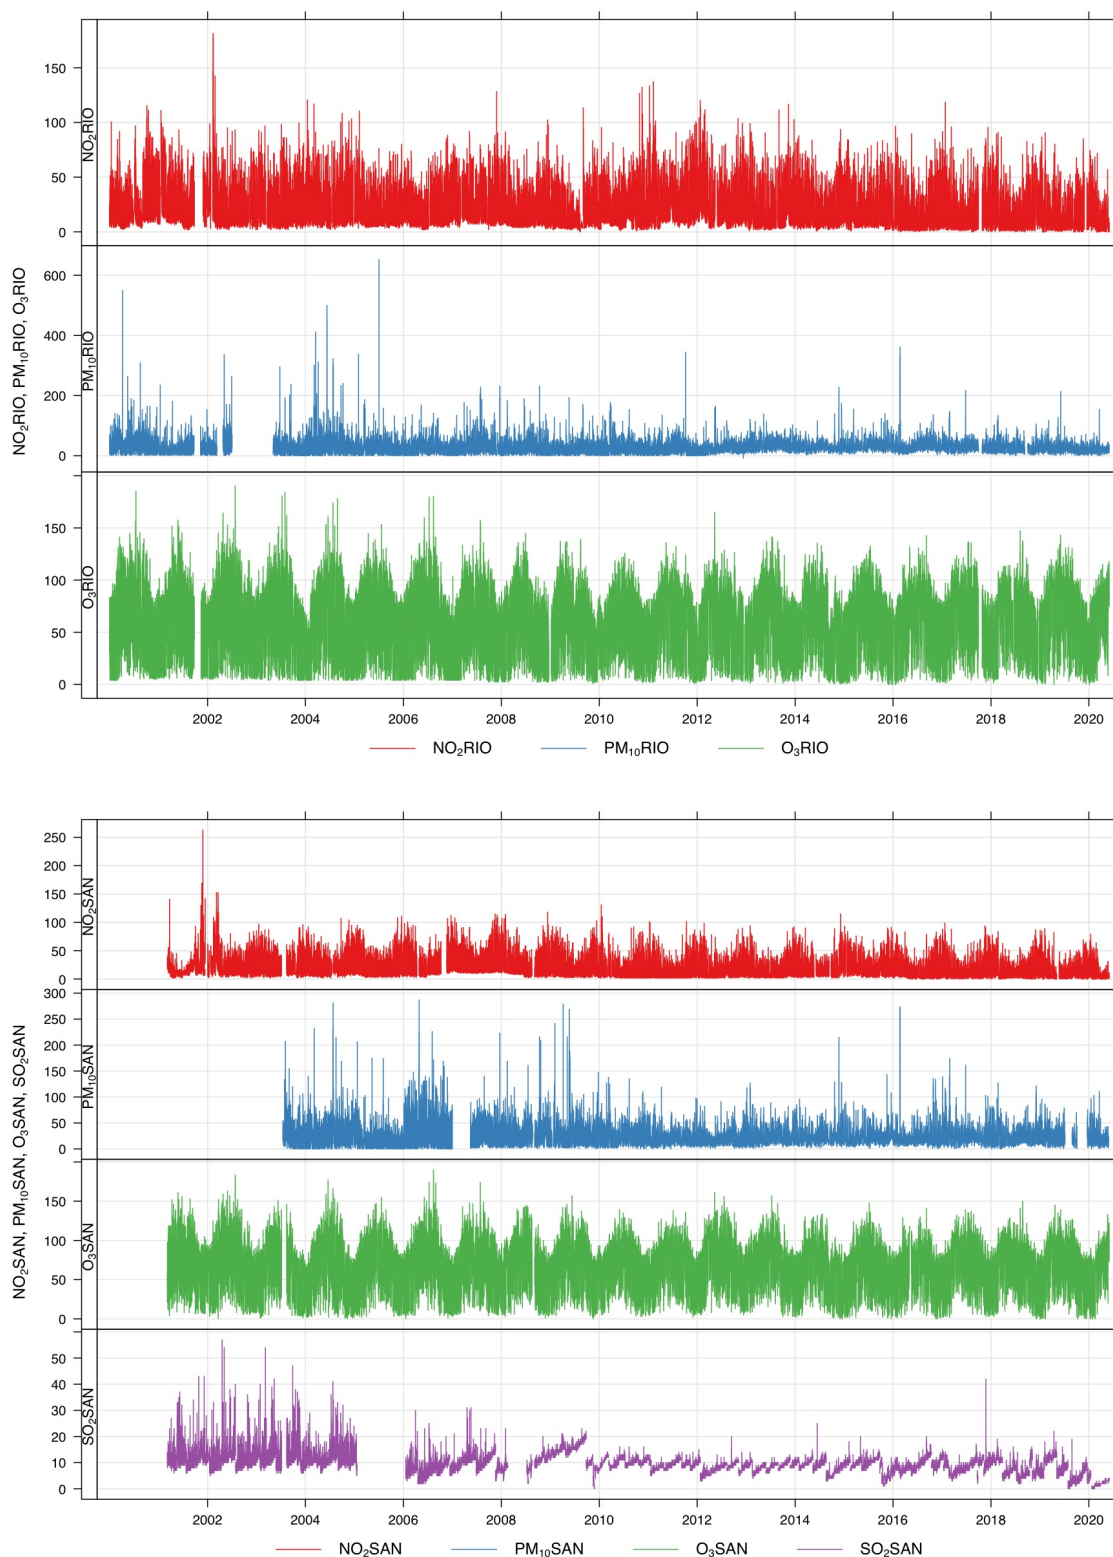 NO₂RIO, PM₁₀RIO, O₃RIO
NO₂RIO
150
100
50
0
PM₁₀RIO
600
400
200
0
O₃RIO
150
100
50
0
2002 2004 2006 2008 2010 2012 2014 2016 2018 2020
NO₂RIO PM₁₀RIO O₃RIO
NO₂SAN, PM₁₀SAN, O₃SAN, SO₂SAN
NO₂SAN
250
200
150
100
50
0
PM₁₀SAN
300
250
200
150
100
50
0
O₃SAN
150
100
50
0
SO₂SAN
50
40
30
20
10
0
2002 2004 2006 2008 2010 2012 2014 2016 2018 2020
NO₂SAN PM₁₀SAN O₃SAN SO₂SAN